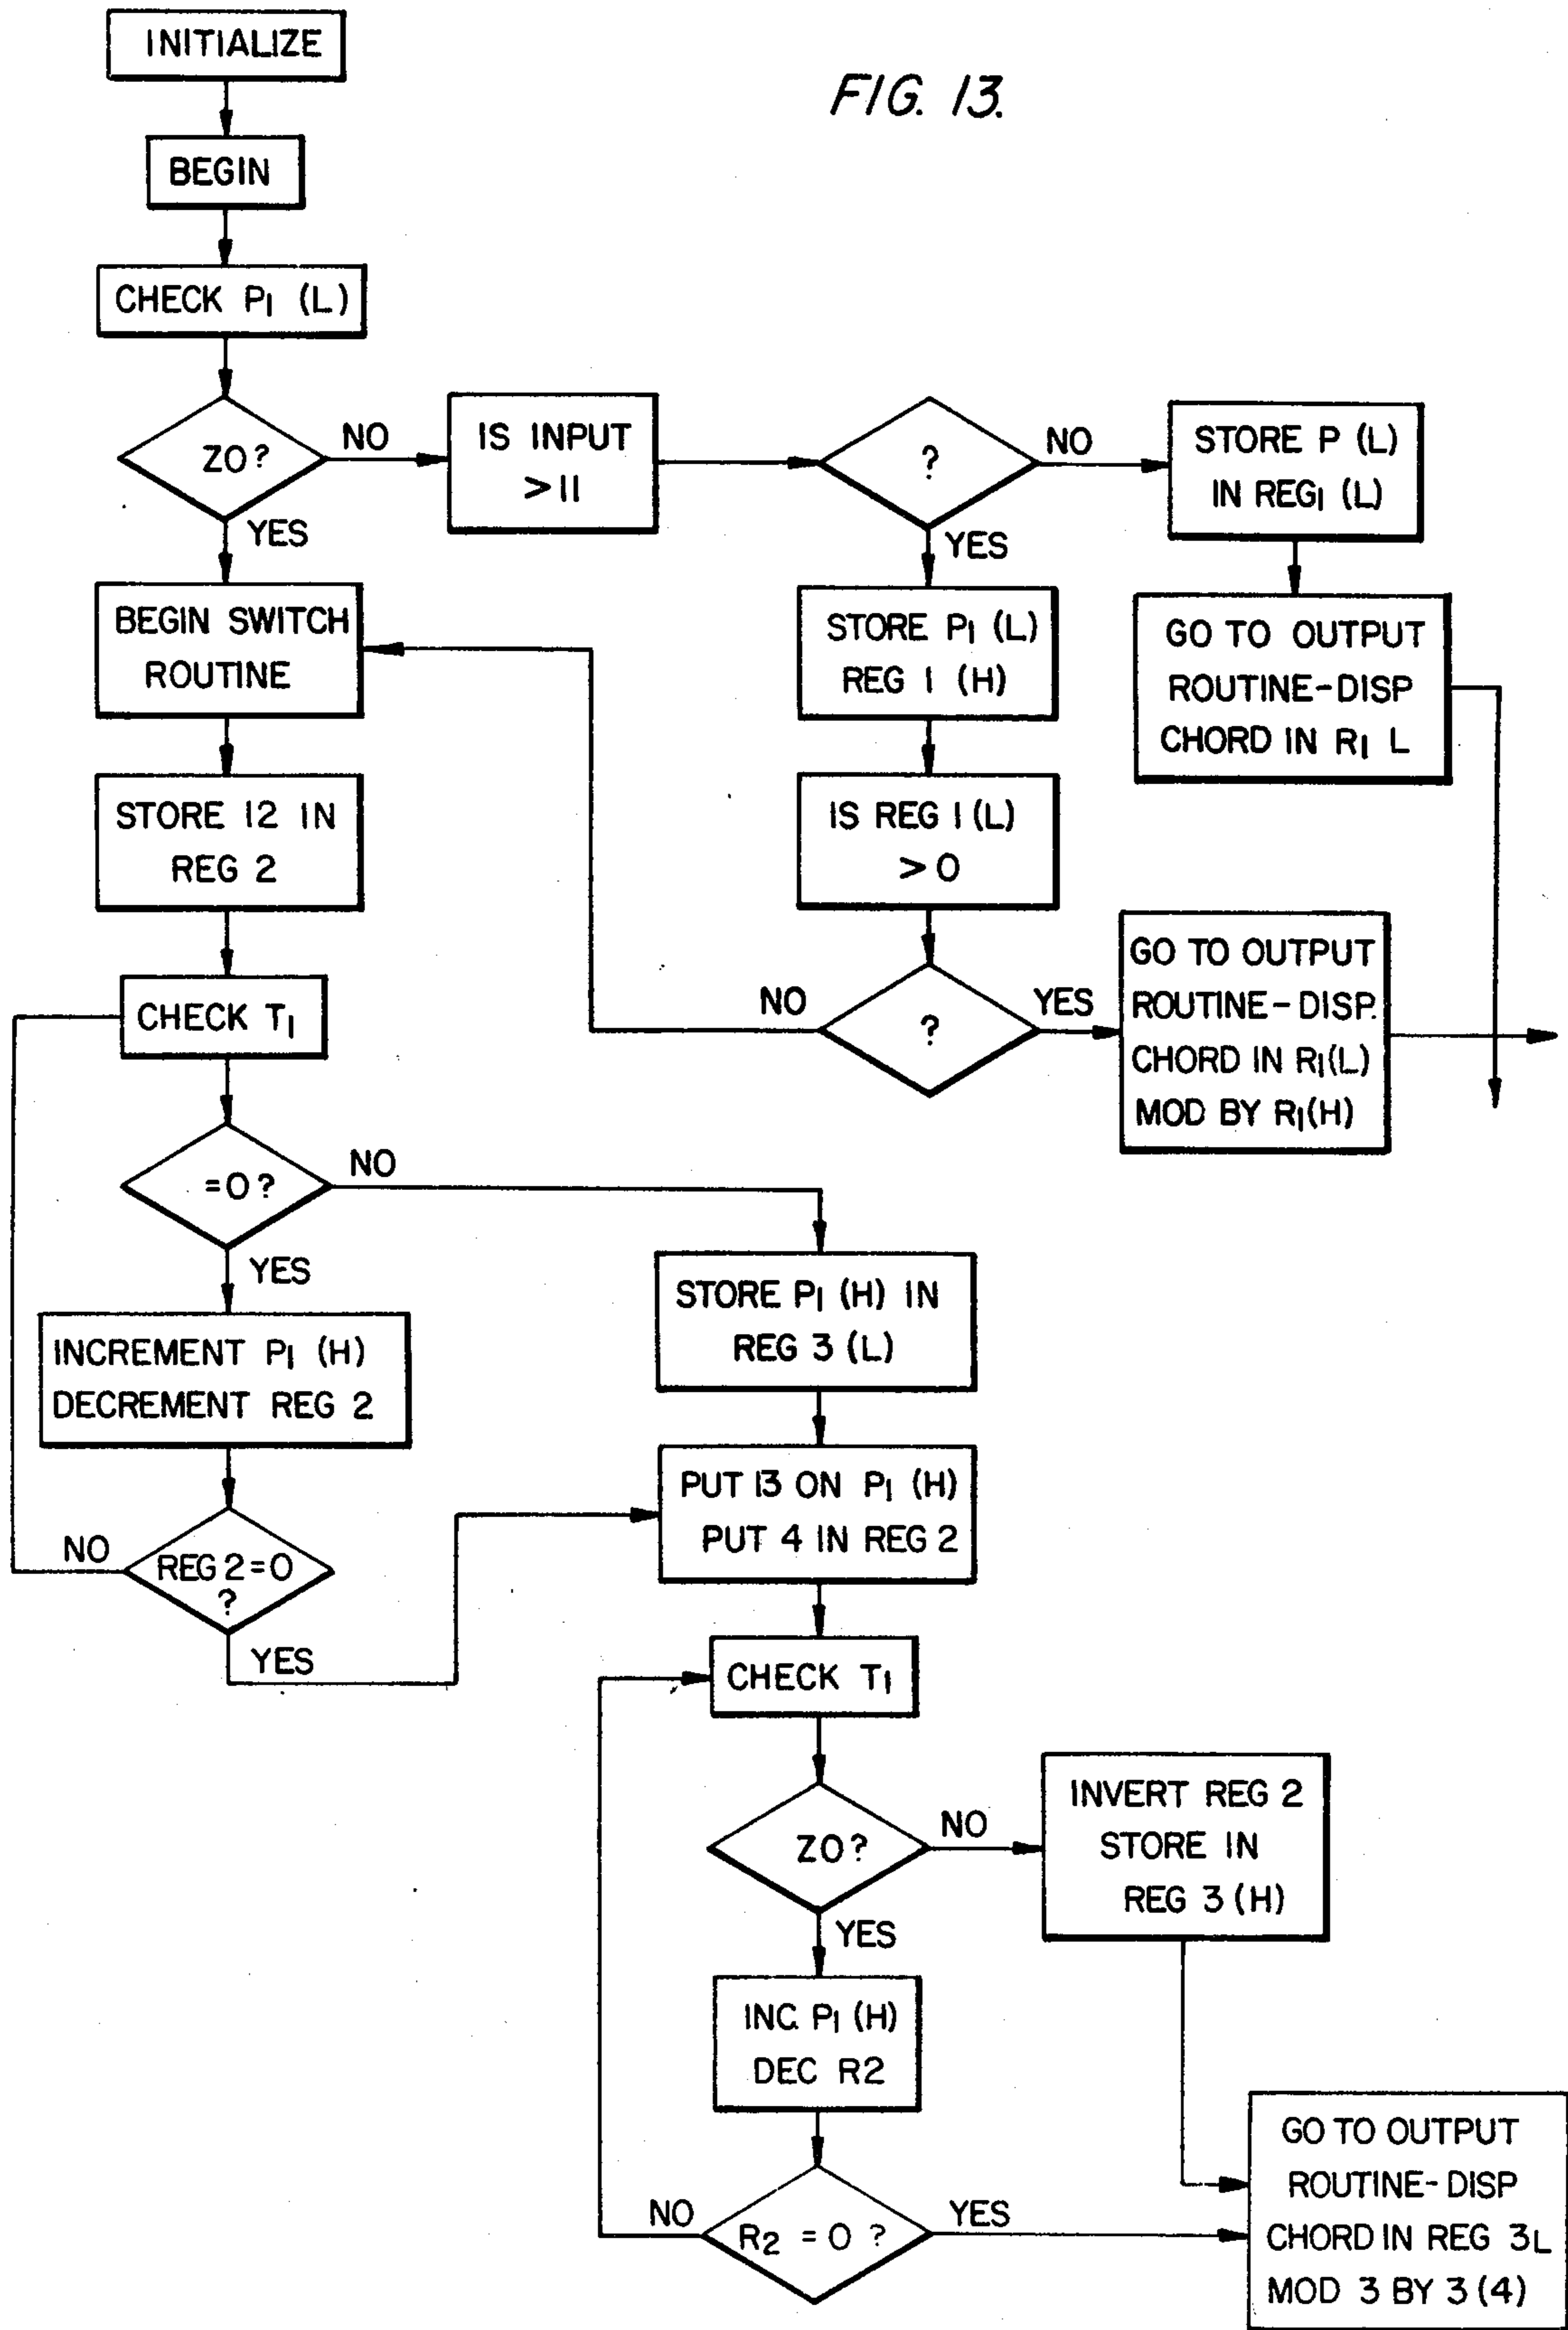 INITIALIZE
FIG. 13.
BEGIN
CHECK P1 (L)
ZO?
NO
YES
IS INPUT
>11
?
NO
YES
STORE P (L)
IN REG1 (L)
GO TO OUTPUT
ROUTINE-DISP
CHORD IN R1 L
STORE P1 (L)
REG 1 (H)
IS REG 1 (L)
>0
?
NO
YES
GO TO OUTPUT
ROUTINE-DISP.
CHORD IN R1(L)
MOD BY R1(H)
BEGIN SWITCH
ROUTINE
STORE 12 IN
REG 2
CHECK T1
=0?
NO
YES
INCREMENT P1 (H)
DECREMENT REG 2
REG 2=0
?
NO
YES
STORE P1 (H) IN
REG 3 (L)
PUT 13 ON P1 (H)
PUT 4 IN REG 2
CHECK T1
ZO?
NO
YES
INVERT REG 2
STORE IN
REG 3 (H)
INC. P1 (H)
DEC R2
R2 = 0 ?
NO
YES
GO TO OUTPUT
ROUTINE-DISP
CHORD IN REG 3L
MOD 3 BY 3 (4)